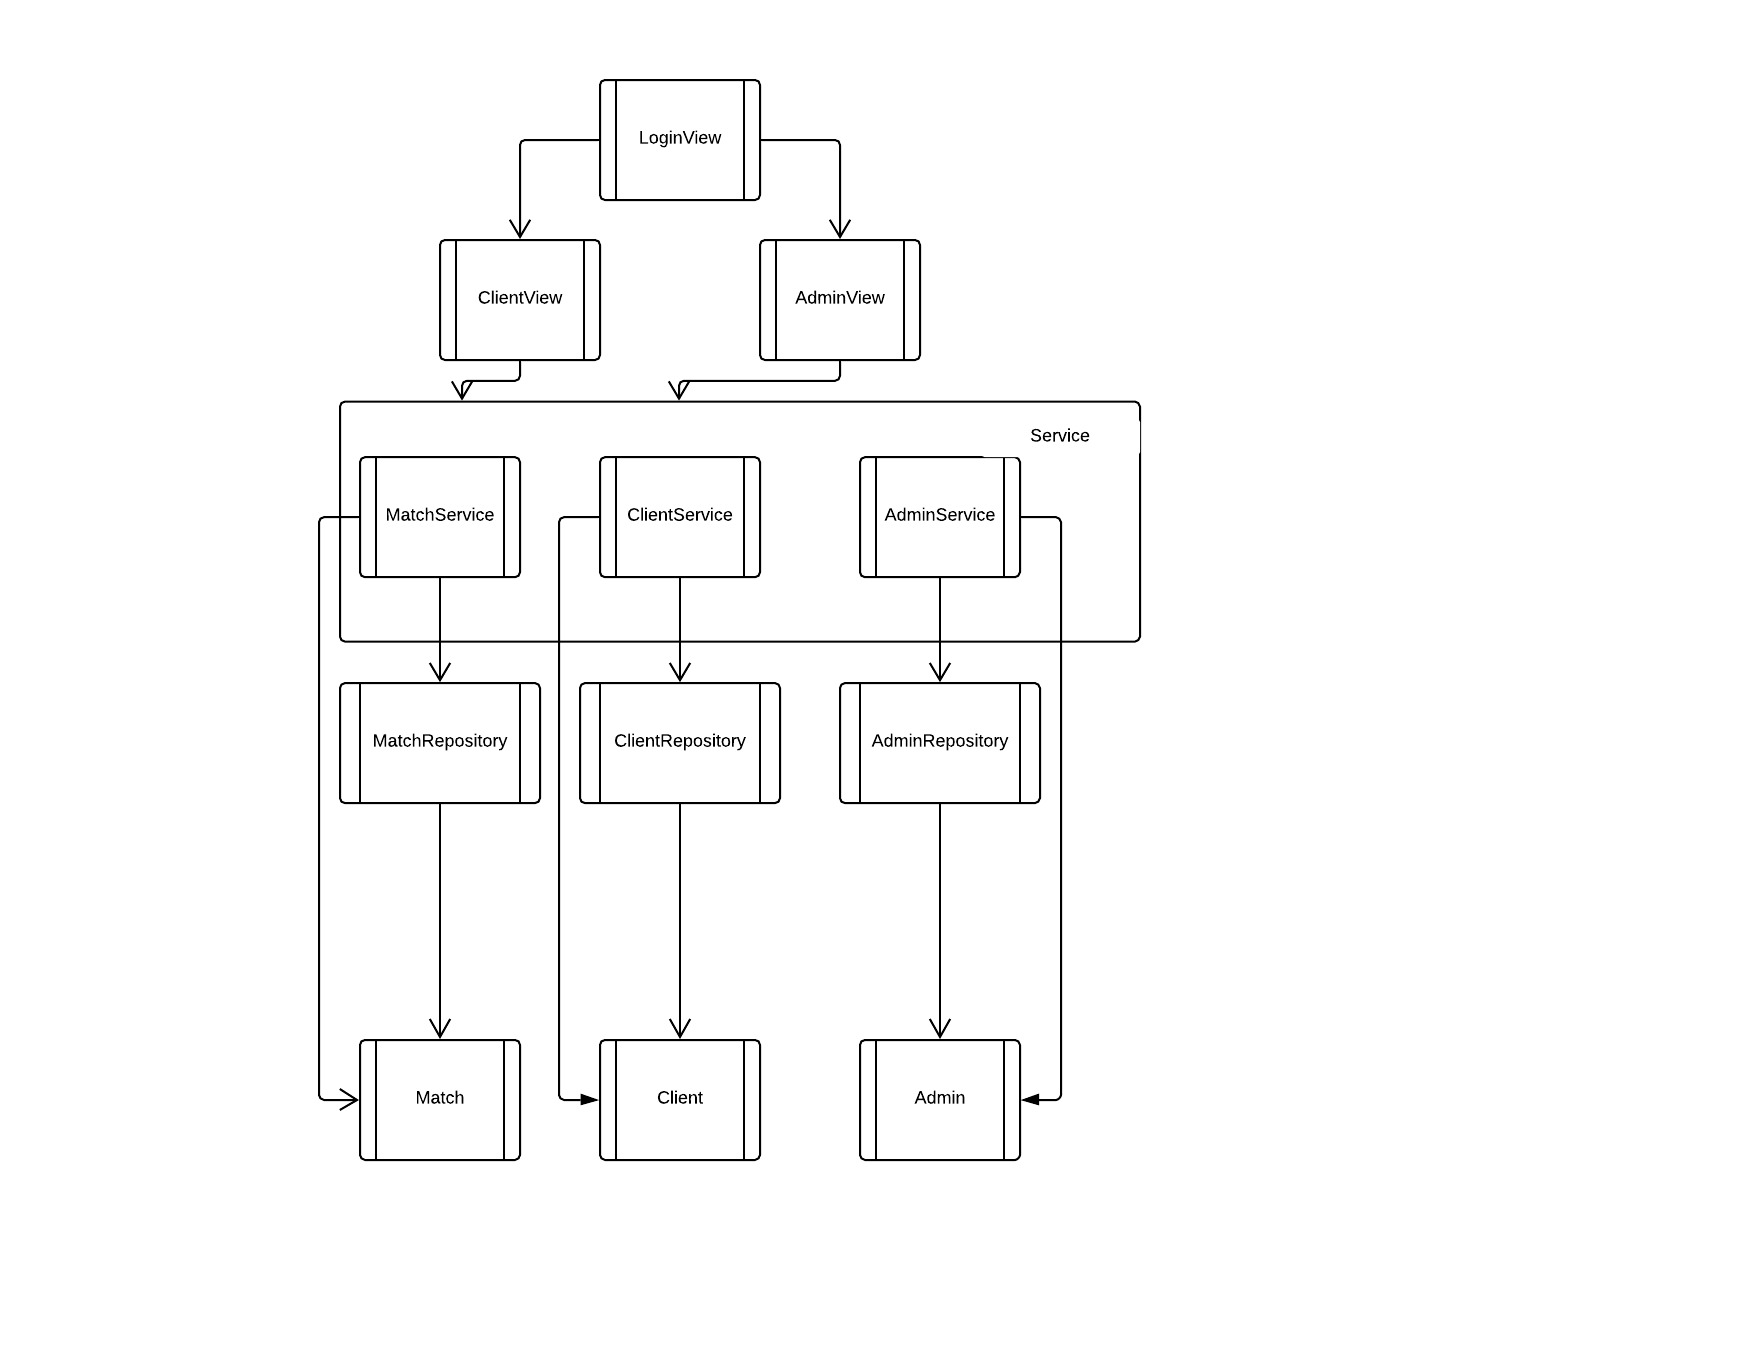 LoginView
ClientView
AdminView
Service
MatchService
ClientService
AdminService
MatchRepository
ClientRepository
AdminRepository
Match
Client
Admin